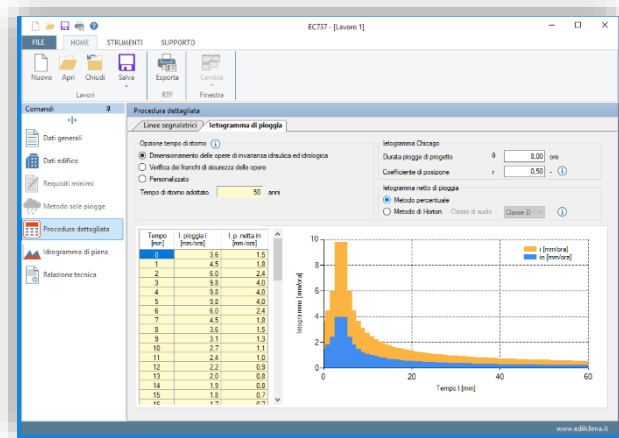 EC737 - [Lavoro 1]
FILE HOME STRUMENTI SUPPORTO
Nuovo Apri Chiudi Salva Esporta Cambia
Lavori RTF Finestra
Comandi
Dati generali
Dati edificio
Requisiti minimi
Metodo sole piogge
Procedura dettagliata
Idrogramma di piena
Relazione tecnica
Procedura dettagliata
Linee segnalatrici Ietogramma di pioggia
Opzione tempo di ritorno
Dimensionamento delle opere di invarianza idraulica ed idrologica
Verifica dei franchi di sicurezza delle opere
Personalizzato
Tempo di ritorno adottato 50 anni
Ietogramma Chicago
Durata piogge di progetto θ 8,00 ore
Coefficiente di posizione r 0,50 -
Ietogramma netto di pioggia
Metodo percentuale
Metodo di Horton Classe di suolo Classe D
Tempo I. pioggia i I. p. netta in
[min] [mm/ora] [mm/ora]
0 3.6 1.5
1 4.5 1.8
2 6.0 2.4
3 9.8 4.0
4 9.8 4.0
5 9.8 4.0
6 6.0 2.4
7 4.5 1.8
8 3.6 1.5
9 3.1 1.3
10 2.7 1.1
11 2.4 1.0
12 2.2 0.9
13 2.0 0.8
14 1.9 0.8
15 1.8 0.7
16 1.7 0.7
Ietogramma [mm/ora]
10
8
6
4
2
0
0 20 40 60
Tempo t [min]
i [mm/ora]
in [mm/ora]
www.edilclima.it